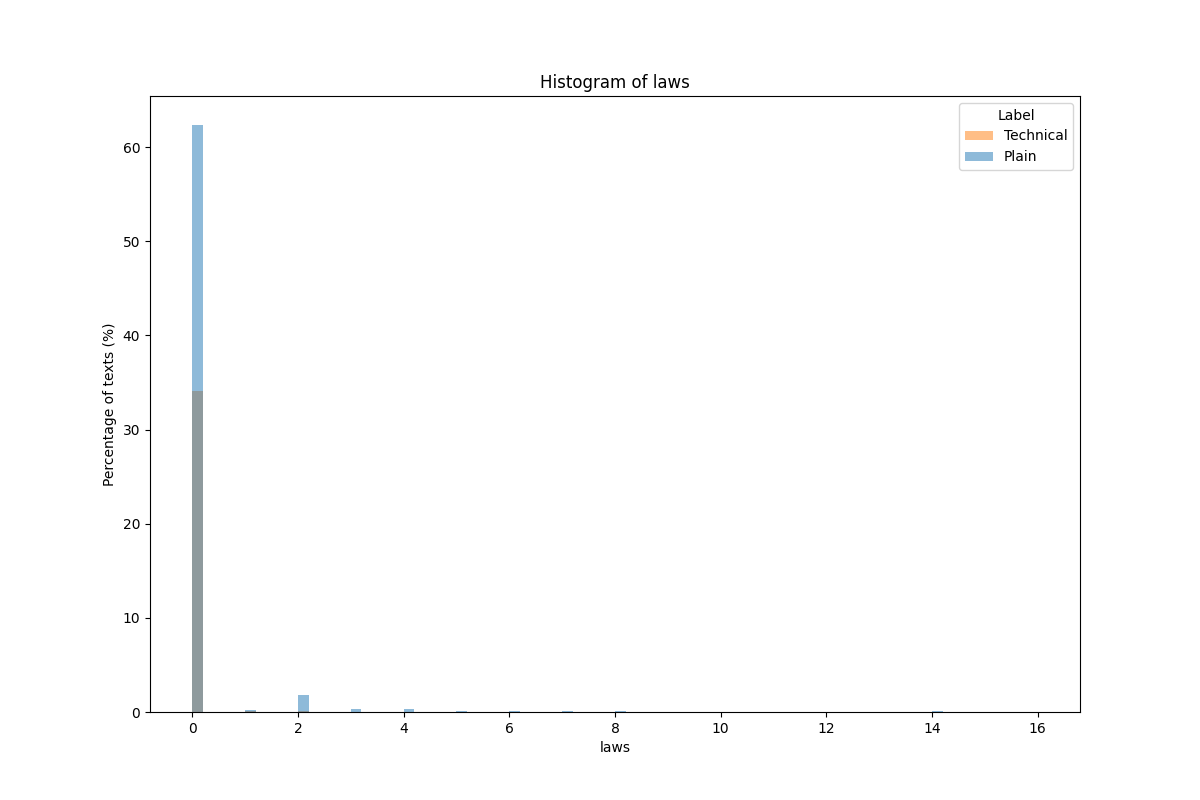 Histogram of laws
Label
Technical
Plain
Percentage of texts (%)
60
50
40
30
20
10
0
0 2 4 6 8 10 12 14 16
laws